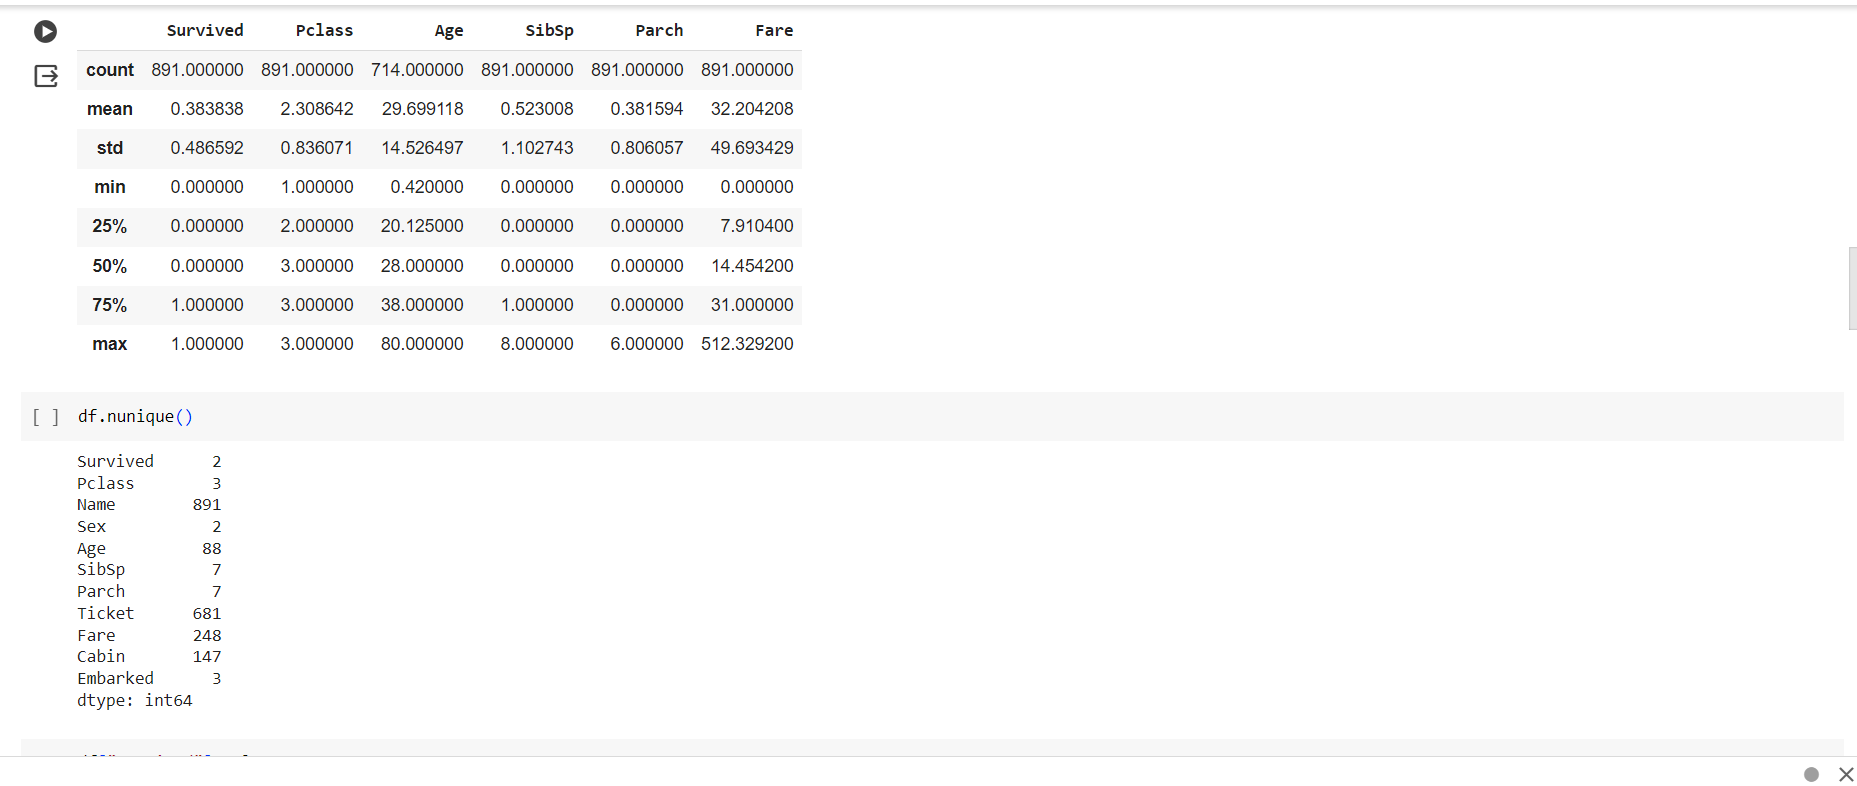 Survived Pclass Age SibSp Parch Fare
count 891.000000 891.000000 714.000000 891.000000 891.000000 891.000000
mean 0.383838 2.308642 29.699118 0.523008 0.381594 32.204208
std 0.486592 0.836071 14.526497 1.102743 0.806057 49.693429
min 0.000000 1.000000 0.420000 0.000000 0.000000 0.000000
25% 0.000000 2.000000 20.125000 0.000000 0.000000 7.910400
50% 0.000000 3.000000 28.000000 0.000000 0.000000 14.454200
75% 1.000000 3.000000 38.000000 1.000000 0.000000 31.000000
max 1.000000 3.000000 80.000000 8.000000 6.000000 512.329200
[ ] df.nunique()
Survived 2
Pclass 3
Name 891
Sex 2
Age 88
SibSp 7
Parch 7
Ticket 681
Fare 248
Cabin 147
Embarked 3
dtype: int64